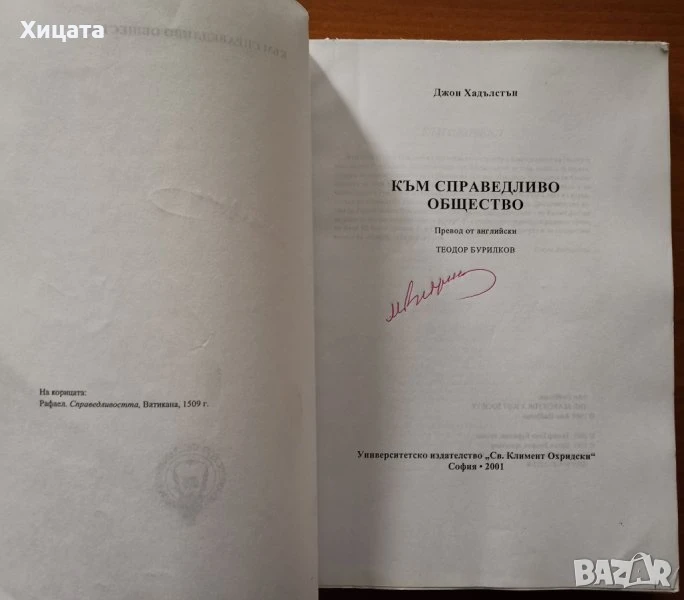 Хицата
На корицата:
Рафаел. Справедливостта, Ватикана, 1509 г.
Джон Хадълстън
КЪМ СПРАВЕДЛИВО
ОБЩЕСТВО
Превод от английски
ТЕОДОР БУРИЛКОВ
Университетско издателство „Св. Климент Охридски“
София • 2001
BAZAR